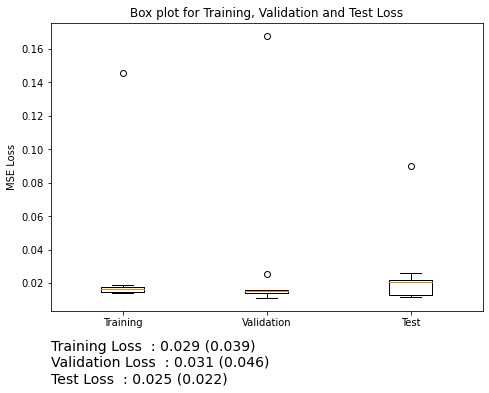 Box plot for Training, Validation and Test Loss
MSE Loss
0.16
0.14
0.12
0.10
0.08
0.06
0.04
0.02
Training
Validation
Test
Training Loss : 0.029 (0.039)
Validation Loss : 0.031 (0.046)
Test Loss : 0.025 (0.022)